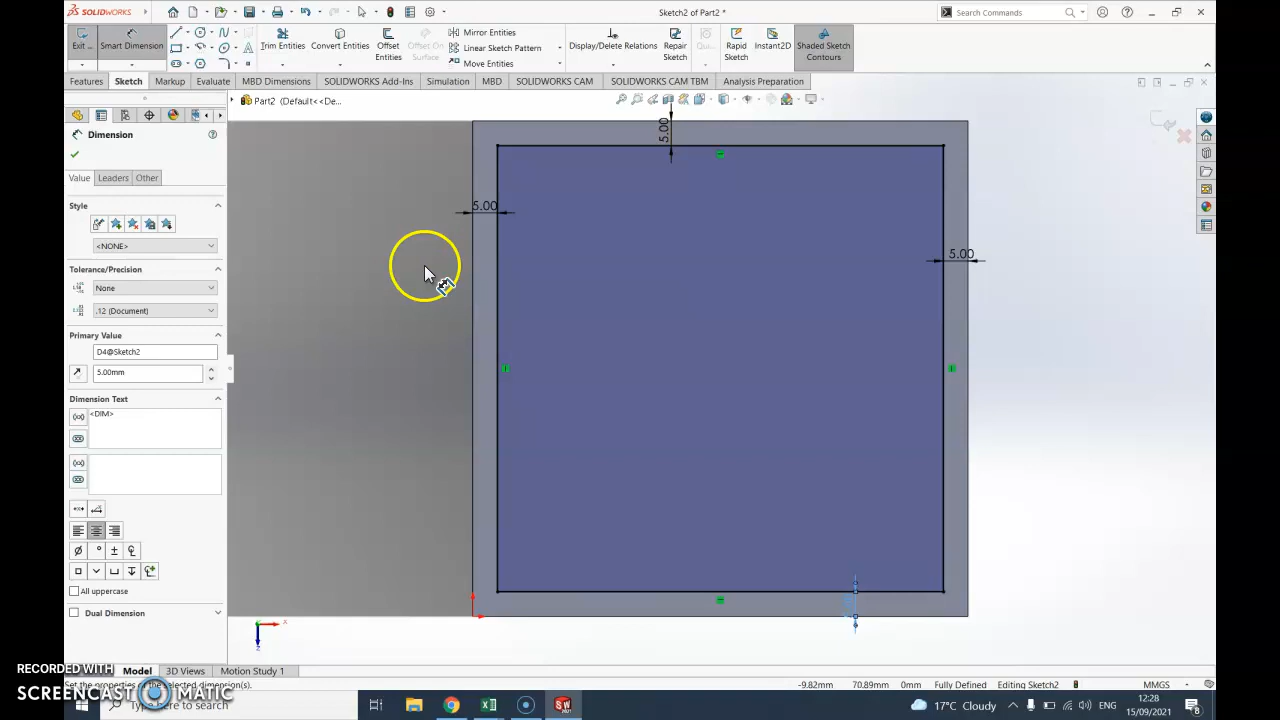 SOLIDWORKS
Sketch2 of Part2 *
Search Commands
Exit ...
Smart Dimension
Trim Entities
Convert Entities
Offset Entities
Offset On Surface
Mirror Entities
Linear Sketch Pattern
Move Entities
Display/Delete Relations
Repair Sketch
Qui...
Rapid Sketch
Instant2D
Shaded Sketch Contours
Features
Sketch
Markup
Evaluate
MBD Dimensions
SOLIDWORKS Add-Ins
Simulation
MBD
SOLIDWORKS CAM
SOLIDWORKS CAM TBM
Analysis Preparation
Part2 (Default<<De...
Dimension
Value
Leaders
Other
Style
<NONE>
Tolerance/Precision
None
.12 (Document)
Primary Value
D4@Sketch2
5.00mm
Dimension Text
<DIM>
All uppercase
Dual Dimension
5.00
5.00
5.00
RECORDED WITH
SCREENCAST MATIC
Model
3D Views
Motion Study 1
-9.82mm
70.89mm
0mm
Fully Defined
Editing Sketch2
MMGS
17°C Cloudy
ENG
12:28
15/09/2021